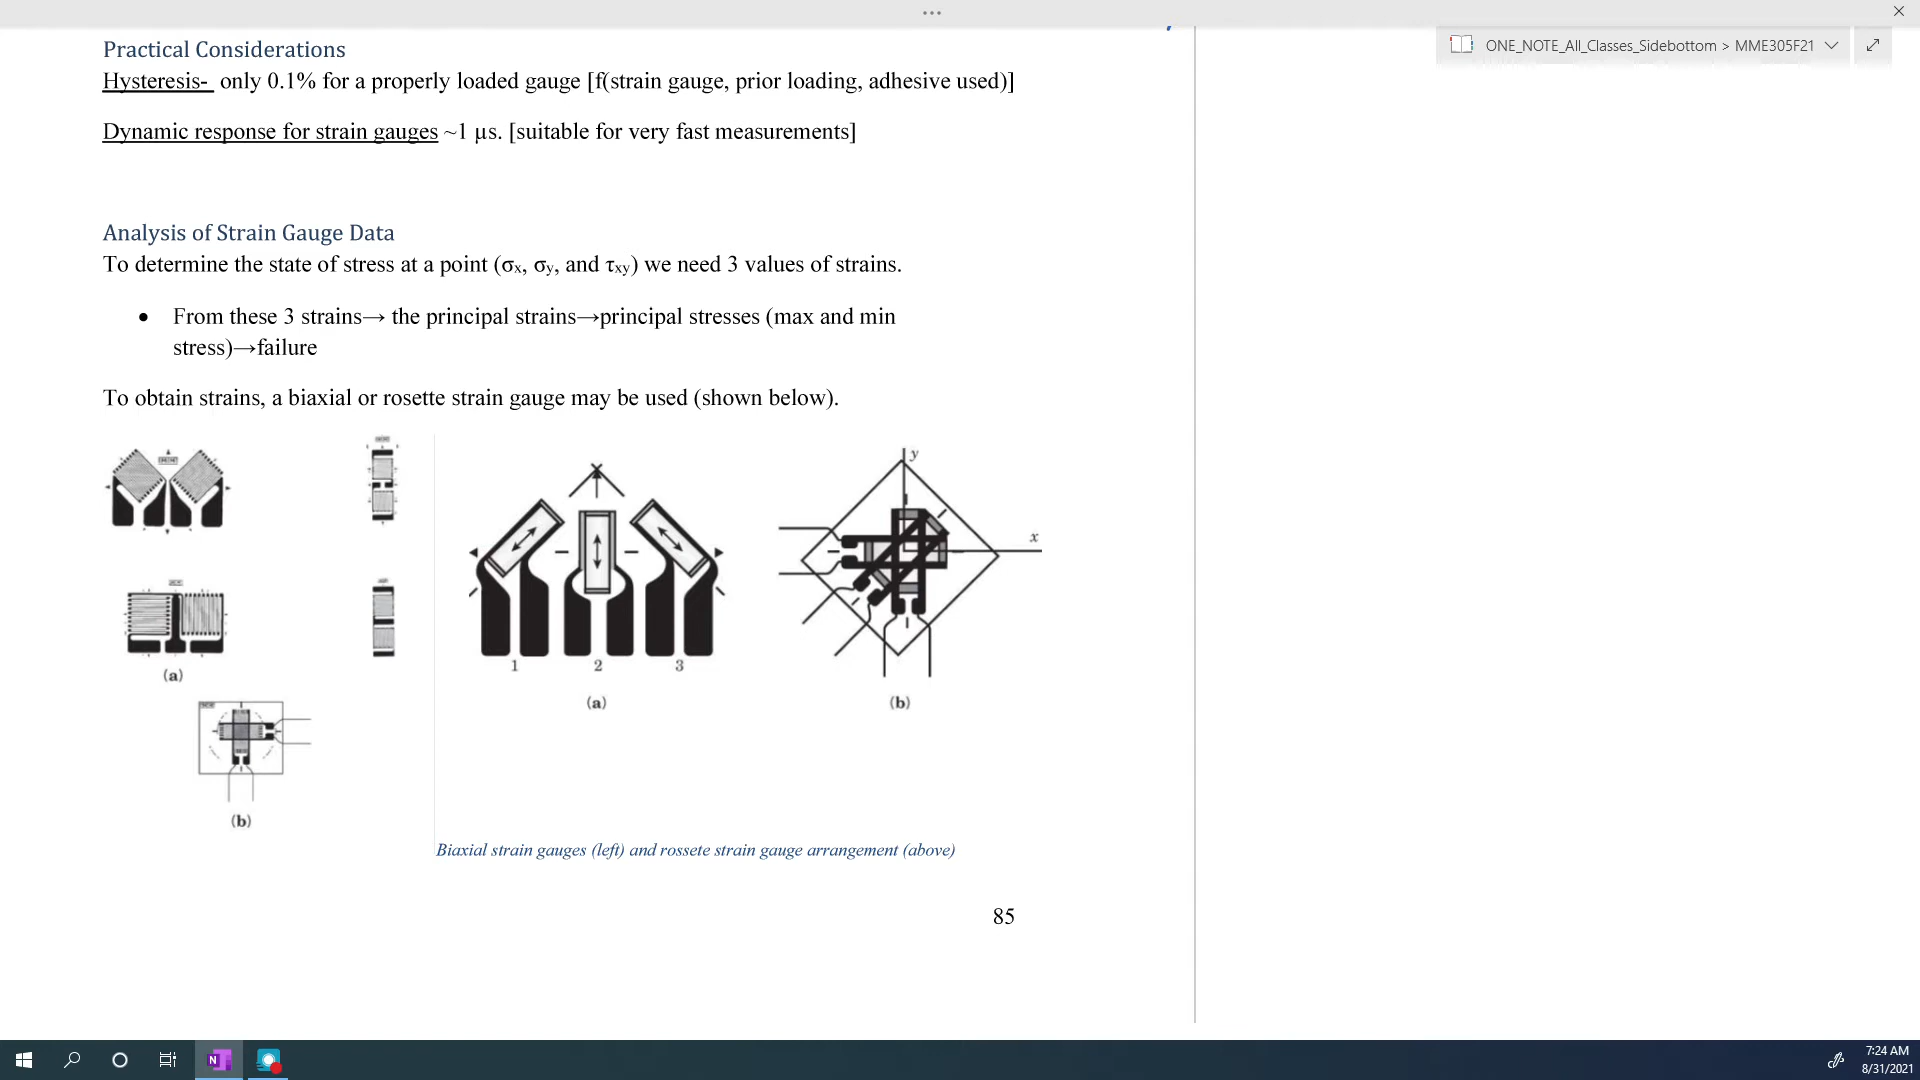 ONE_NOTE_All_Classes_Sidebottom > MME305F21
Practical Considerations
Hysteresis- only 0.1% for a properly loaded gauge [f(strain gauge, prior loading, adhesive used)]
Dynamic response for strain gauges ~1 µs. [suitable for very fast measurements]
Analysis of Strain Gauge Data
To determine the state of stress at a point (σx, σy, and τxy) we need 3 values of strains.
• From these 3 strains→ the principal strains→principal stresses (max and min
stress)→failure
To obtain strains, a biaxial or rosette strain gauge may be used (shown below).
(a)
(b)
1 2 3
(a)
y
x
(b)
Biaxial strain gauges (left) and rossete strain gauge arrangement (above)
85
N
7:24 AM
8/31/2021